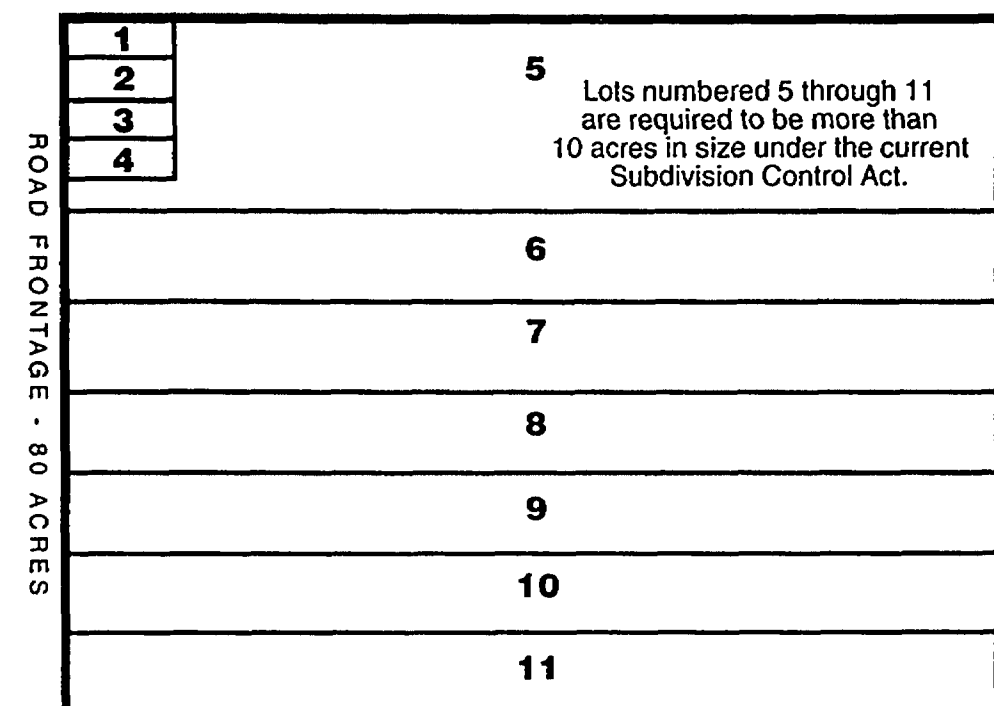 1
2
3
4
5
Lots numbered 5 through 11
are required to be more than
10 acres in size under the current
Subdivision Control Act.
6
7
8
9
10
11
ROAD FRONTAGE - 80 ACRES